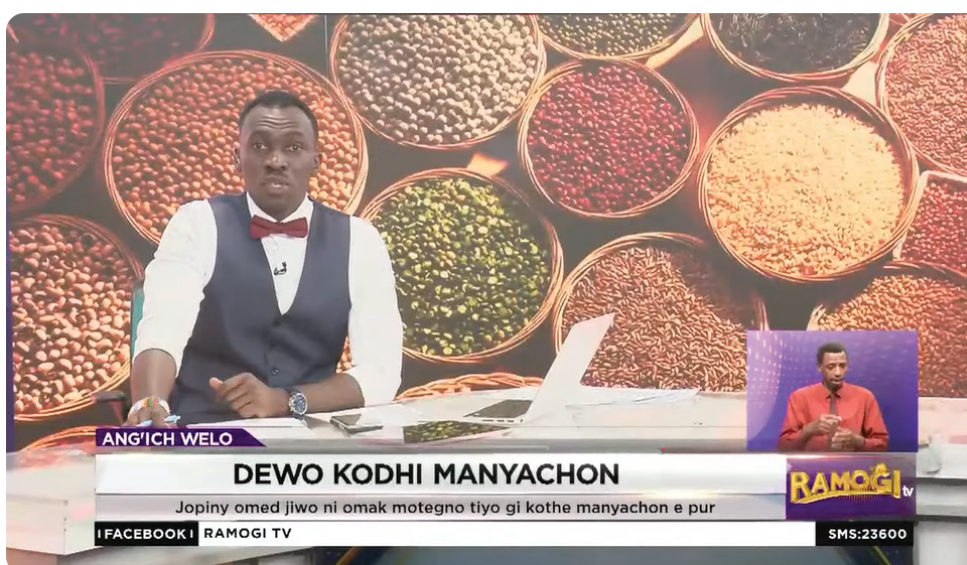 ANG'ICH WELO
DEWO KODHI MANYACHON
RAMOGI tv
Jopiny omed jiwo ni omak motegno tiyo gi kothe manyachon e pur
FACEBOOK RAMOGI TV
SMS:23600